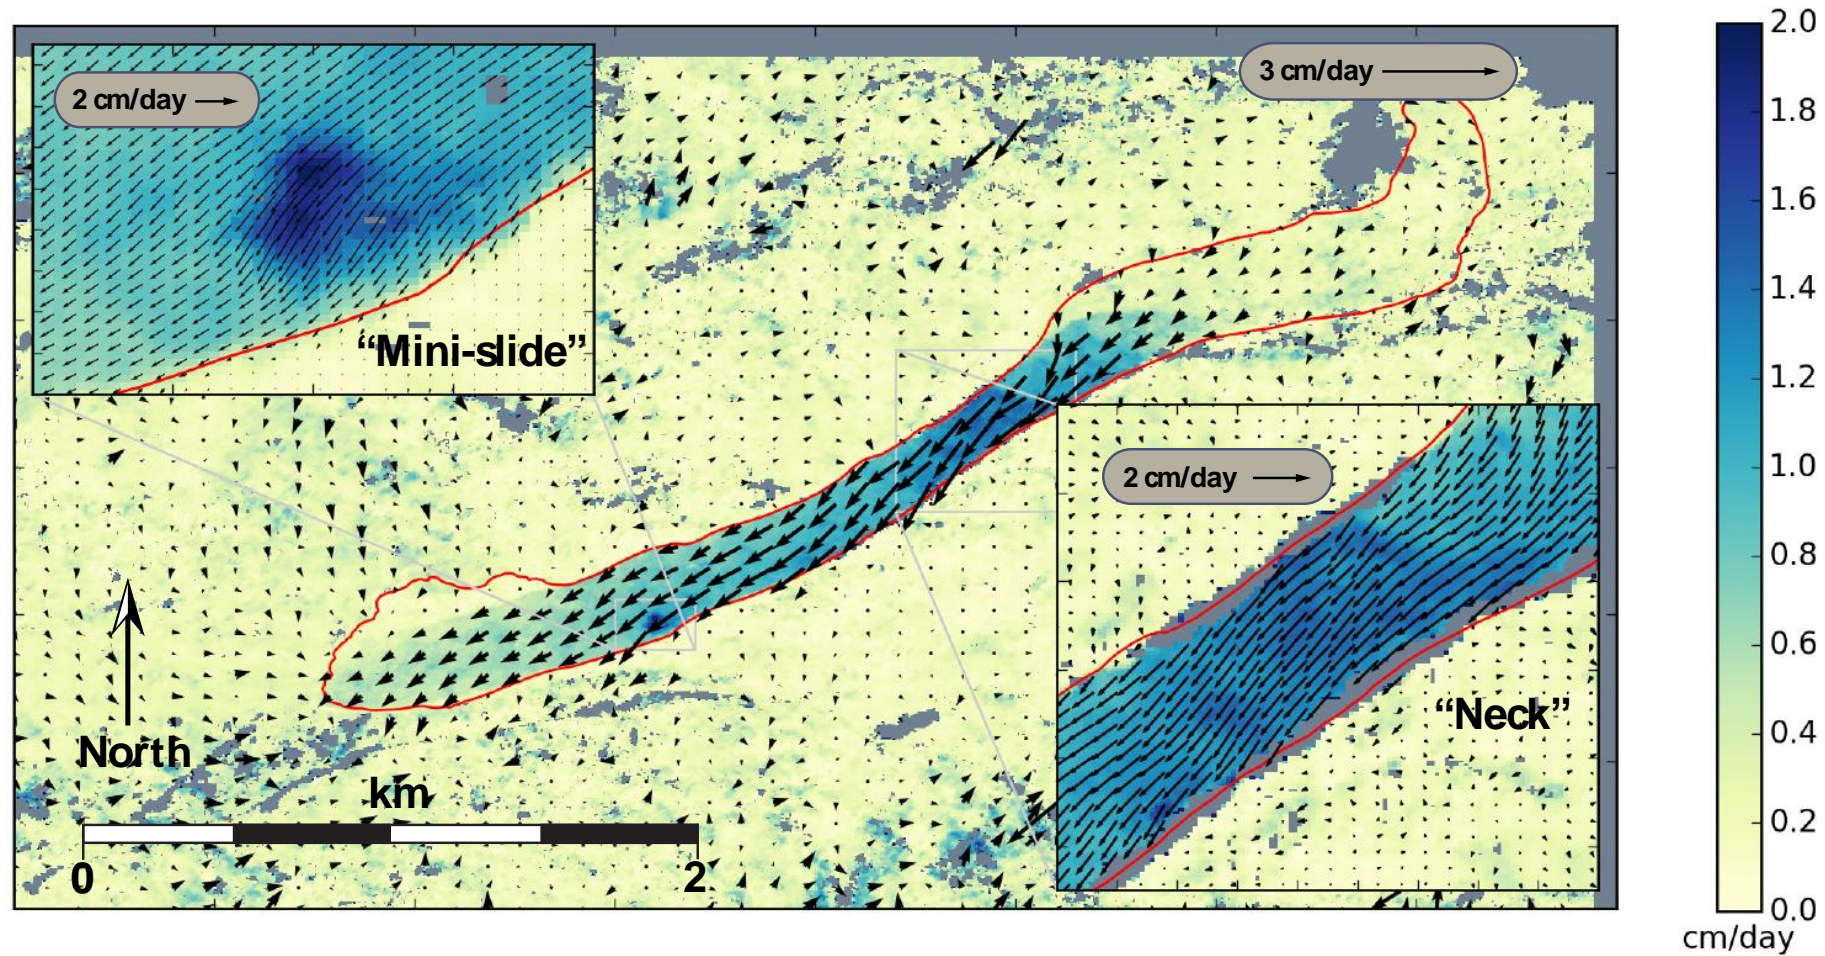 2 cm/day
3 cm/day
“Mini-slide”
2 cm/day
“Neck”
North
km
0
2
2.0
1.8
1.6
1.4
1.2
1.0
0.8
0.6
0.4
0.2
0.0
cm/day